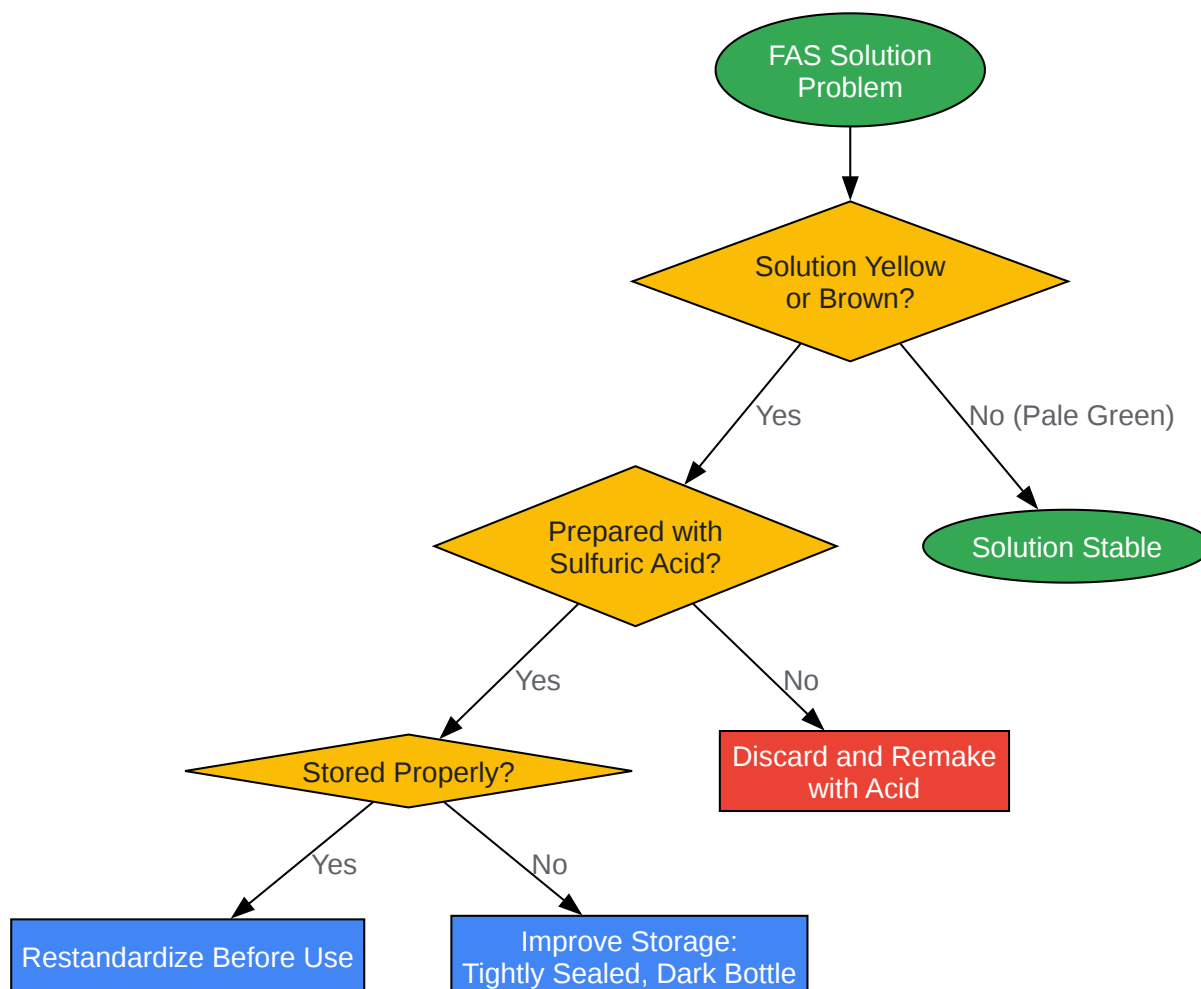 FAS Solution
Problem
Solution Yellow
or Brown?
Yes
No (Pale Green)
Prepared with
Sulfuric Acid?
Solution Stable
Yes
No
Stored Properly?
Discard and Remake
with Acid
Yes
No
Restandardize Before Use
Improve Storage:
Tightly Sealed, Dark Bottle